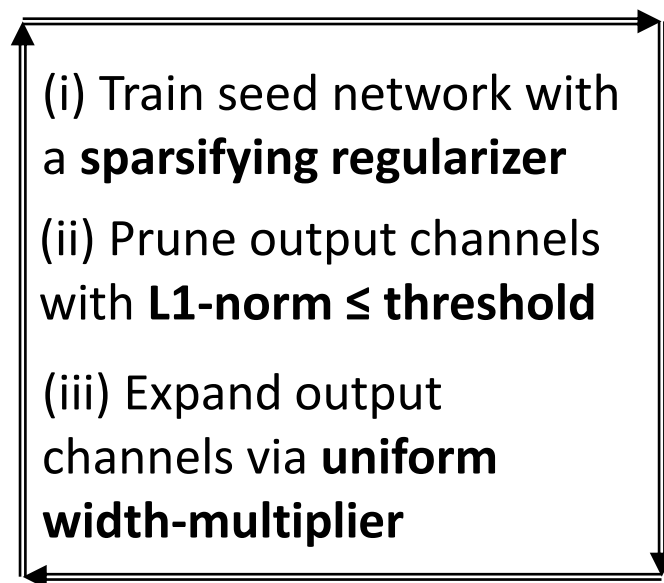 (i) Train seed network with
a sparsifying regularizer
(ii) Prune output channels
with L1-norm ≤ threshold
(iii) Expand output
channels via uniform
width-multiplier